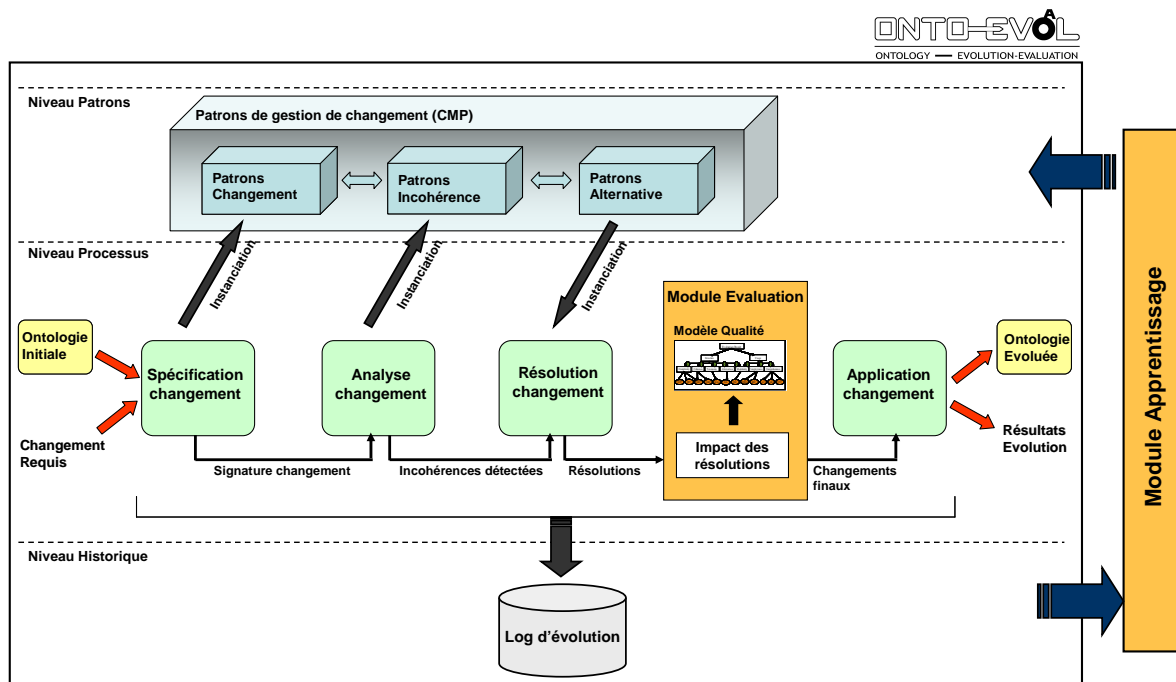 ONTO-EVOAL
ONTOLOGY — EVOLUTION-EVALUATION
Niveau Patrons
Patrons de gestion de changement (CMP)
Patrons
Changement
Patrons
Incohérence
Patrons
Alternative
Niveau Processus
Instanciation
Instanciation
Instanciation
Module Evaluation
Modèle Qualité
Ontologie
Initiale
Spécification
changement
Analyse
changement
Résolution
changement
Application
changement
Ontologie
Evoluée
Changement
Requis
Impact des
résolutions
Résultats
Evolution
Signature changement
Incohérences détectées
Résolutions
Changements
finaux
Niveau Historique
Log d'évolution
Module Apprentissage